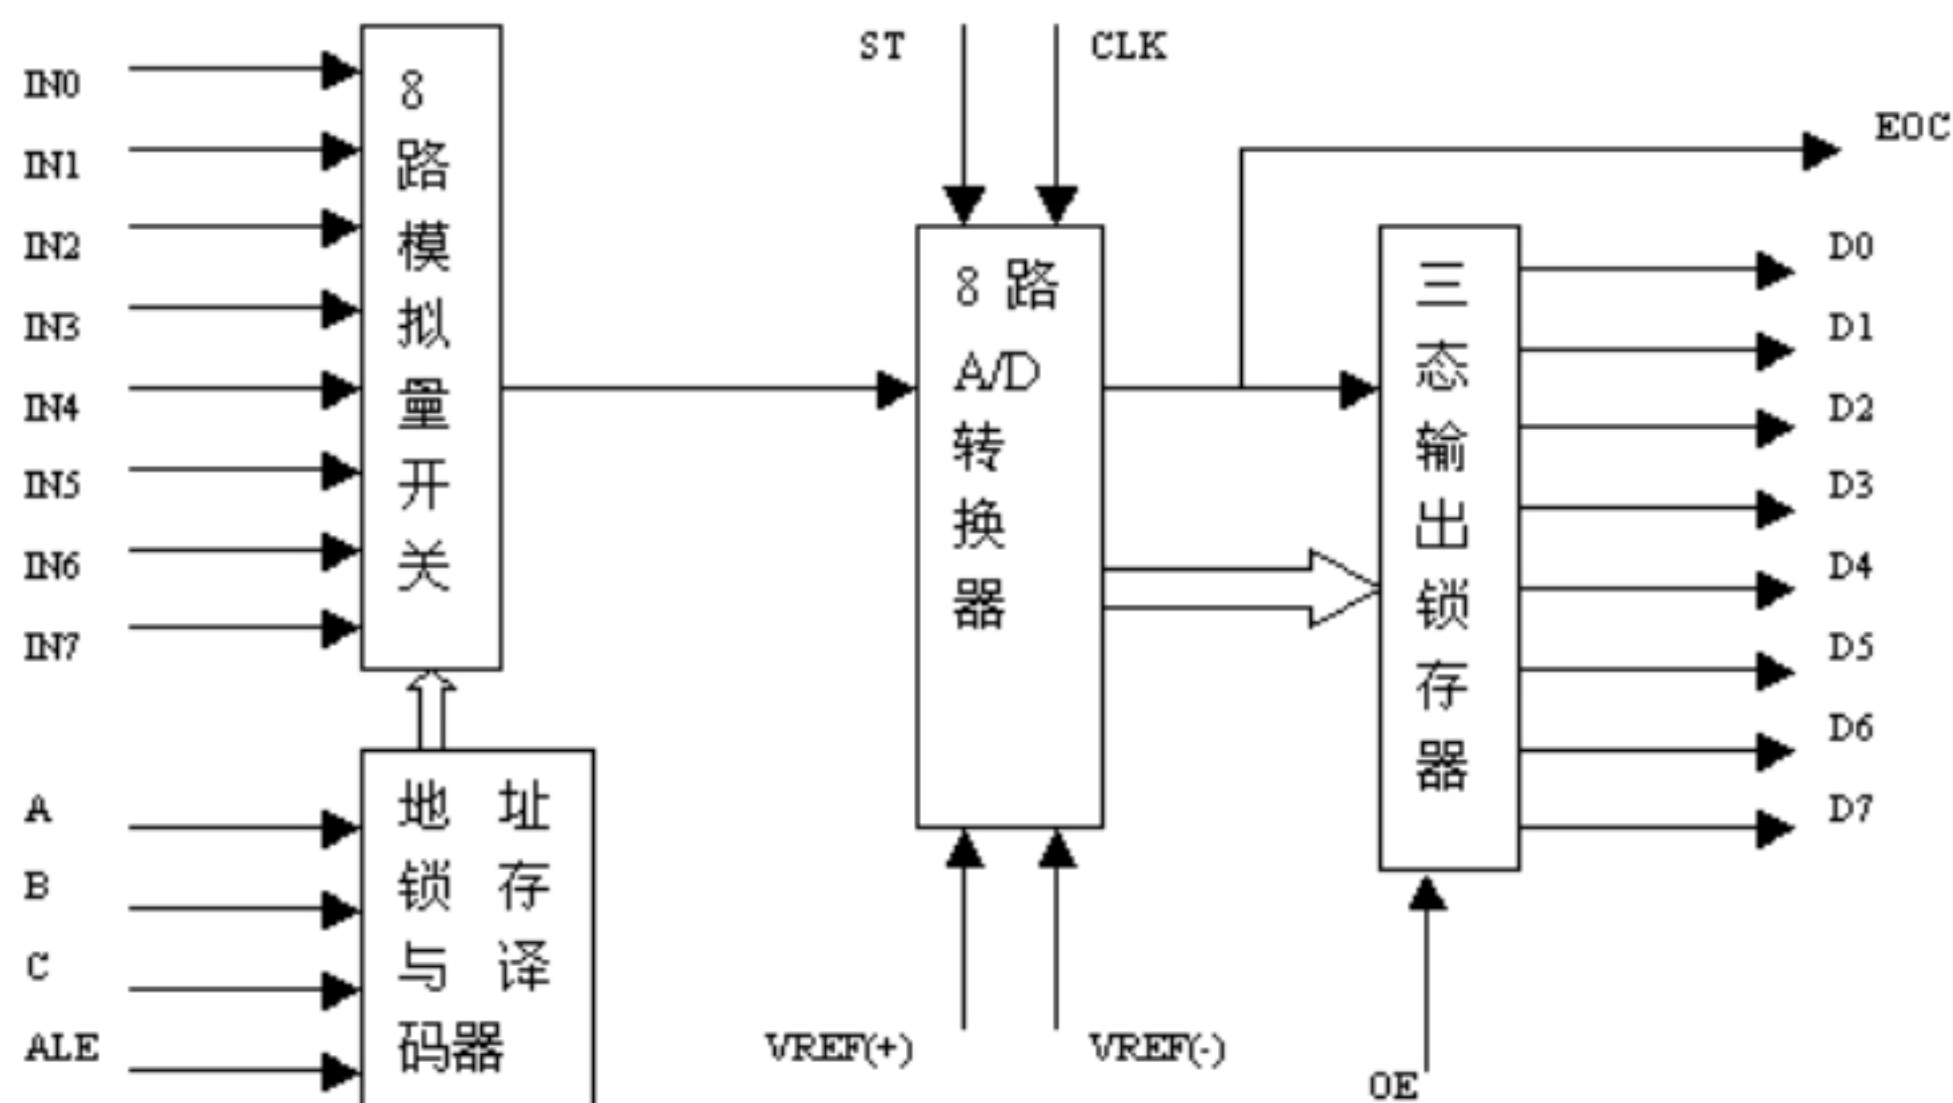 IN0
IN1
IN2
IN3
IN4
IN5
IN6
IN7
8
路
模
拟
量
开
关
A
B
C
ALE
地 址
锁 存
与 译
码器
ST
CLK
8 路
A/D
转
换
器
VREF(+)
VREF(-)
EOC
三
态
输
出
锁
存
器
OE
D0
D1
D2
D3
D4
D5
D6
D7